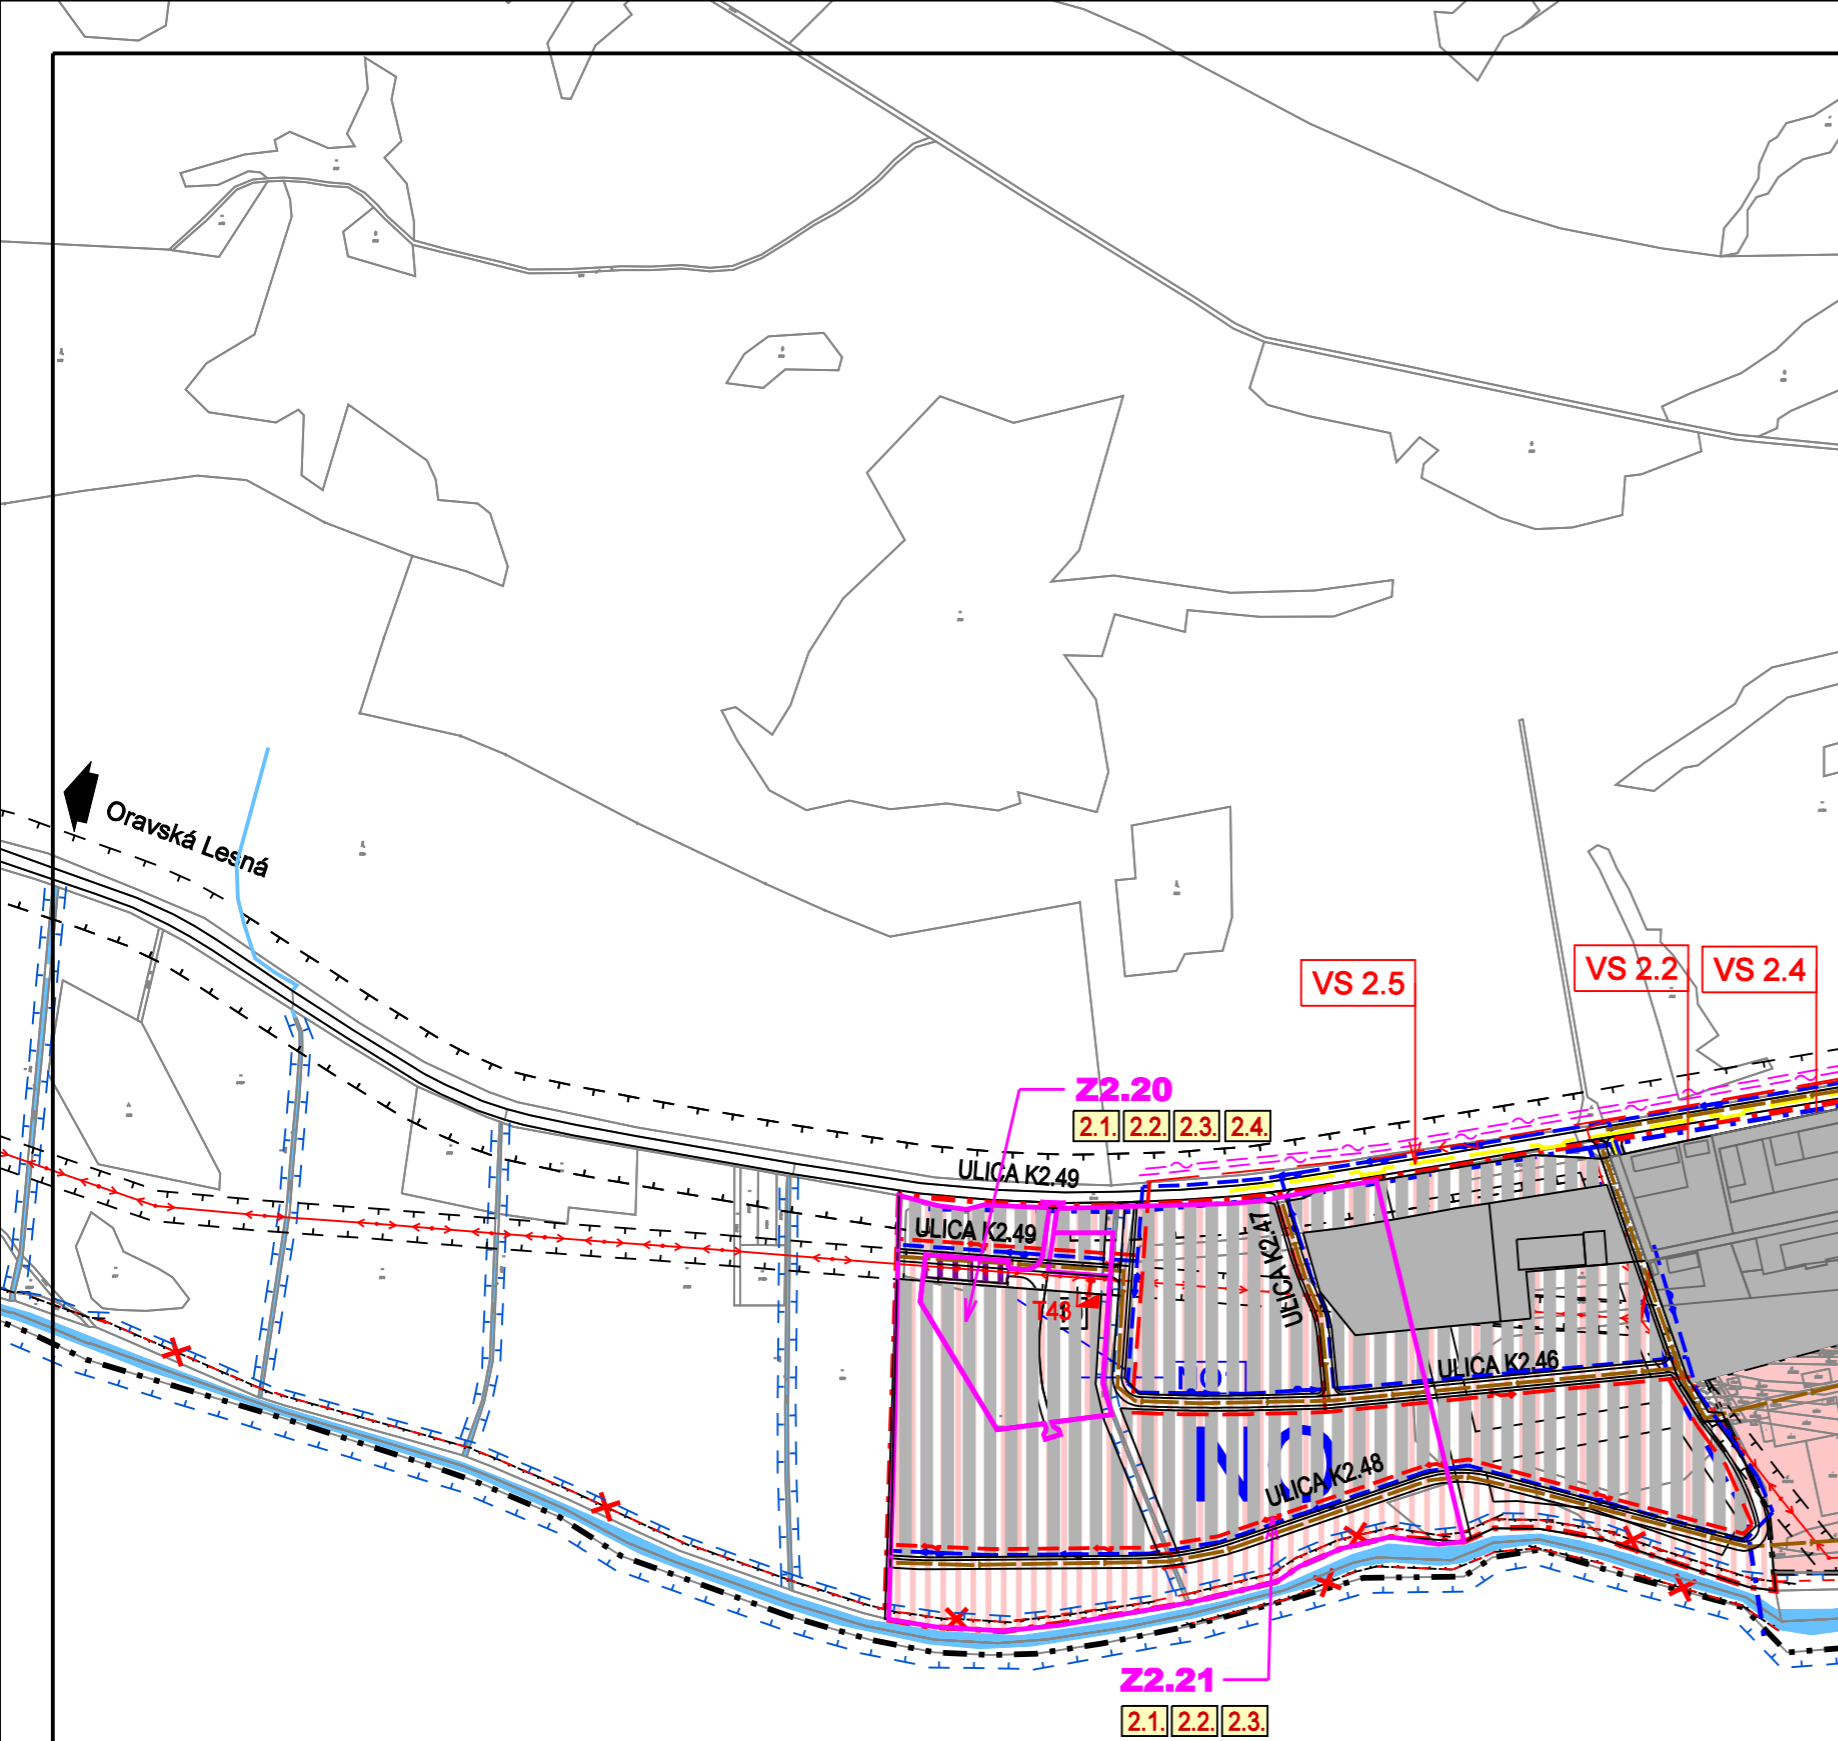 Oravská Lesná
VS 2.5
VS 2.2
VS 2.4
Z2.20
2.1. 2.2. 2.3. 2.4.
ULICA K2.49
ULICA K2.49
ULICA K2.47
T43
ULICA K2.46
N O
ULICA K2.48
Z2.21
2.1. 2.2. 2.3.